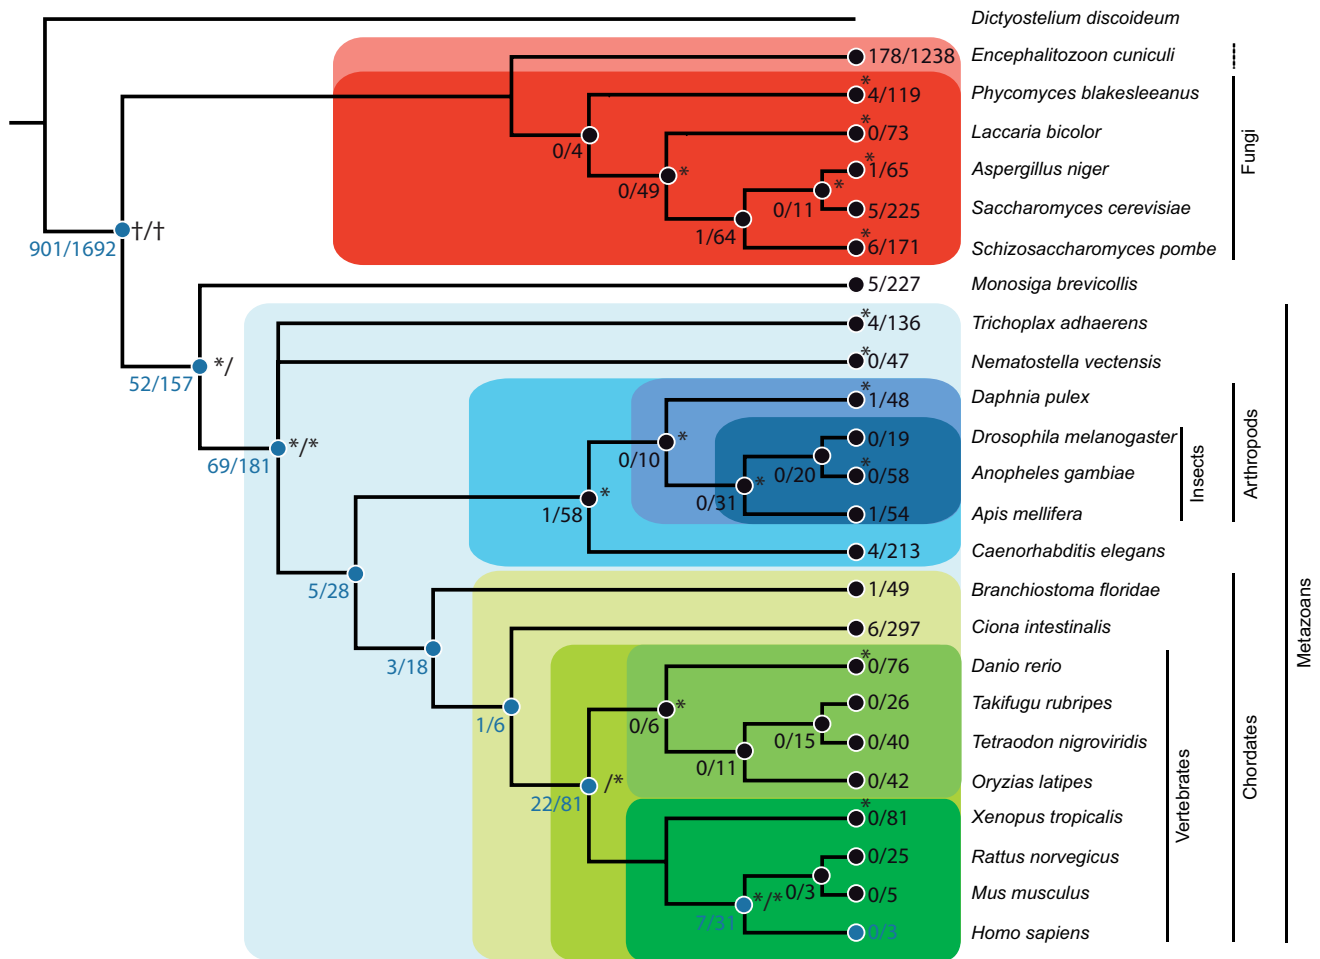 Dictyostelium discoideum
178/1238 Encephalitozoon cuniculi
* 4/119 Phycomyces blakesleeanus
0/4
* 0/73 Laccaria bicolor
* 1/65 Aspergillus niger
0/49 *
0/11 *
5/225 Saccharomyces cerevisiae
1/64
* 6/171 Schizosaccharomyces pombe
Fungi
901/1692 †/†
5/227 Monosiga brevicollis
* 4/136 Trichoplax adhaerens
* 0/47 Nematostella vectensis
52/157 */
* 1/48 Daphnia pulex
0/19 Drosophila melanogaster
0/10 *
0/20
* 0/58 Anopheles gambiae
69/181 */*
0/31 *
1/54 Apis mellifera
Insects
Arthropods
1/58 *
4/213 Caenorhabditis elegans
5/28
1/49 Branchiostoma floridae
6/297 Ciona intestinalis
3/18
* 0/76 Danio rerio
0/26 Takifugu rubripes
1/6
0/6 *
0/15
0/40 Tetraodon nigroviridis
0/11
0/42 Oryzias latipes
22/81 /*
* 0/81 Xenopus tropicalis
0/25 Rattus norvegicus
0/3
0/5 Mus musculus
7/31 */*
0/3 Homo sapiens
Vertebrates
Chordates
Metazoans